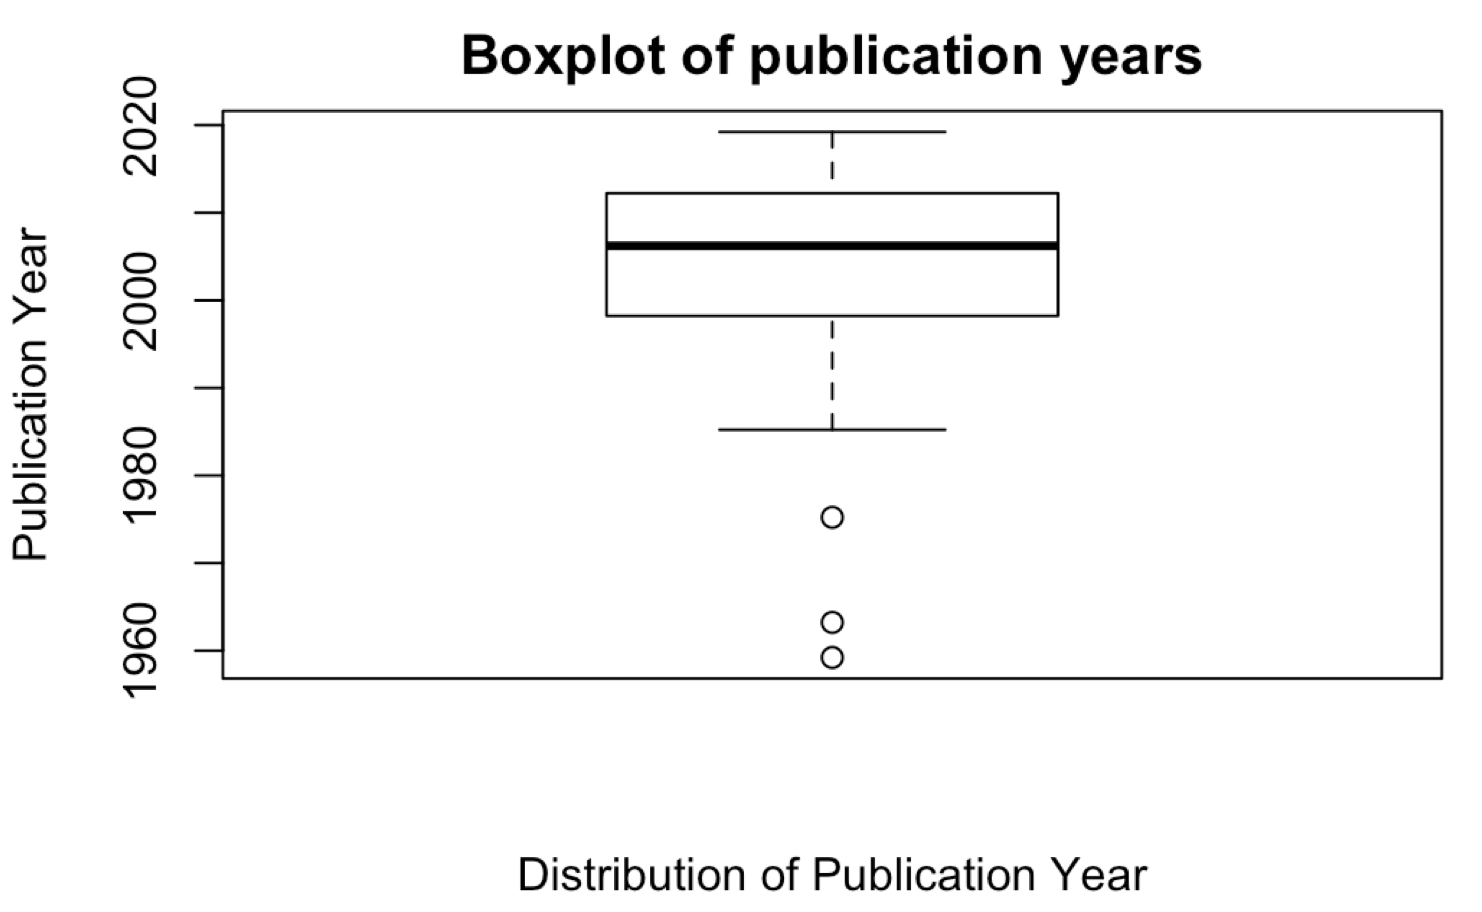 Boxplot of publication years
Publication Year
2020
2000
1980
1960
Distribution of Publication Year